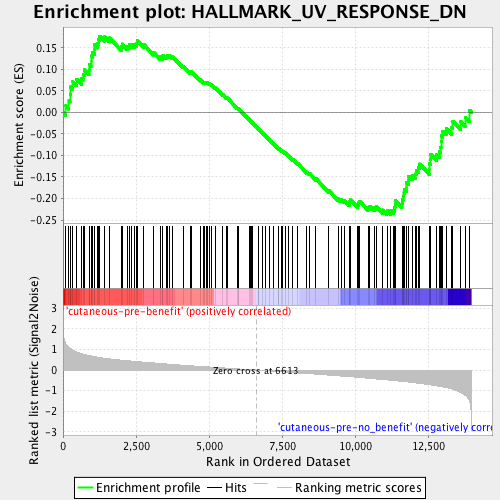 Enrichment plot: HALLMARK_UV_RESPONSE_DN
Enrichment score (ES)
0.15
0.10
0.05
0.00
-0.05
-0.10
-0.15
-0.20
-0.25
'cutaneous-pre-benefit' (positively correlated)
Ranked list metric (Signal2Noise)
3
2
1
0
-1
-2
-3
Zero cross at 6613
'cutaneous-pre-no_benefit' (negatively corre
0
2,500
5,000
7,500
10,000
12,500
Rank in Ordered Dataset
Enrichment profile
Hits
Ranking metric scores